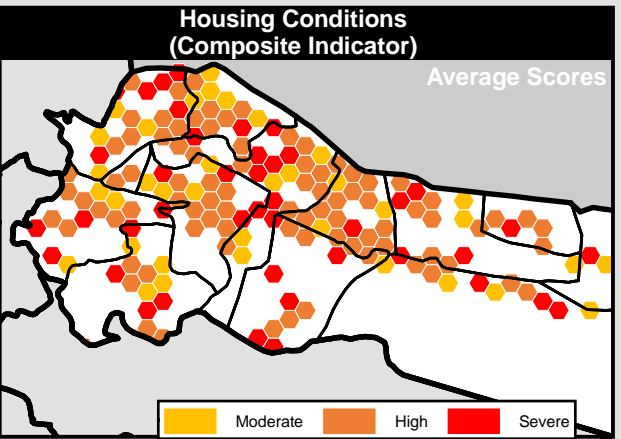 Housing Conditions
(Composite Indicator)
Average Scores
Moderate High Severe